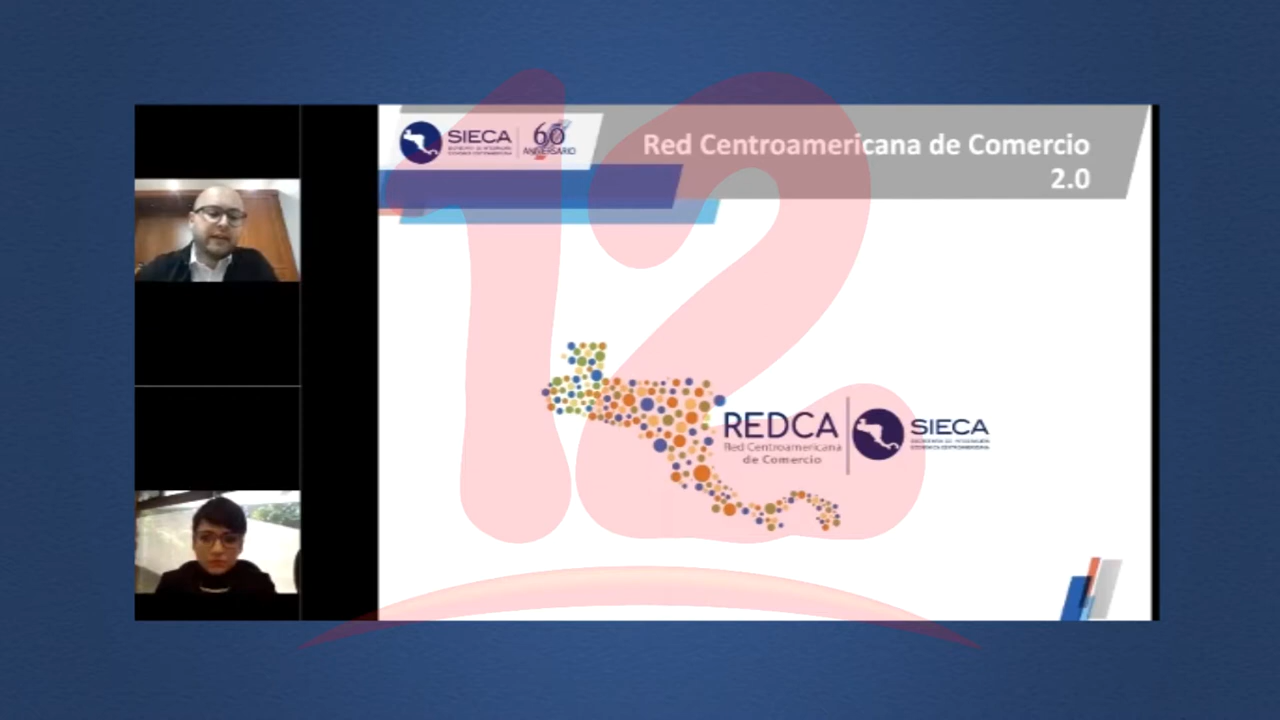 SIECA
60
ANIVERSARIO
Red Centroamericana de Comercio
2.0
12
REDCA
Red Centroamericana
de Comercio
SIECA